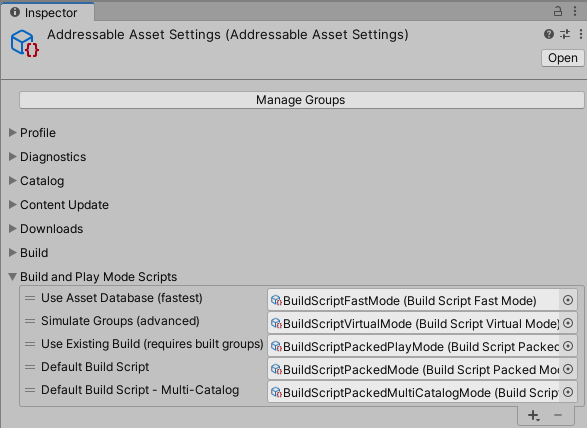 Inspector
Addressable Asset Settings (Addressable Asset Settings)
Open
Manage Groups
Profile
Diagnostics
Catalog
Content Update
Downloads
Build
Build and Play Mode Scripts
Use Asset Database (fastest) BuildScriptFastMode (Build Script Fast Mode)
Simulate Groups (advanced) BuildScriptVirtualMode (Build Script Virtual Mode)
Use Existing Build (requires built groups) BuildScriptPackedPlayMode (Build Script Packed
Default Build Script BuildScriptPackedMode (Build Script Packed Mo
Default Build Script - Multi-Catalog BuildScriptPackedMultiCatalogMode (Build Script